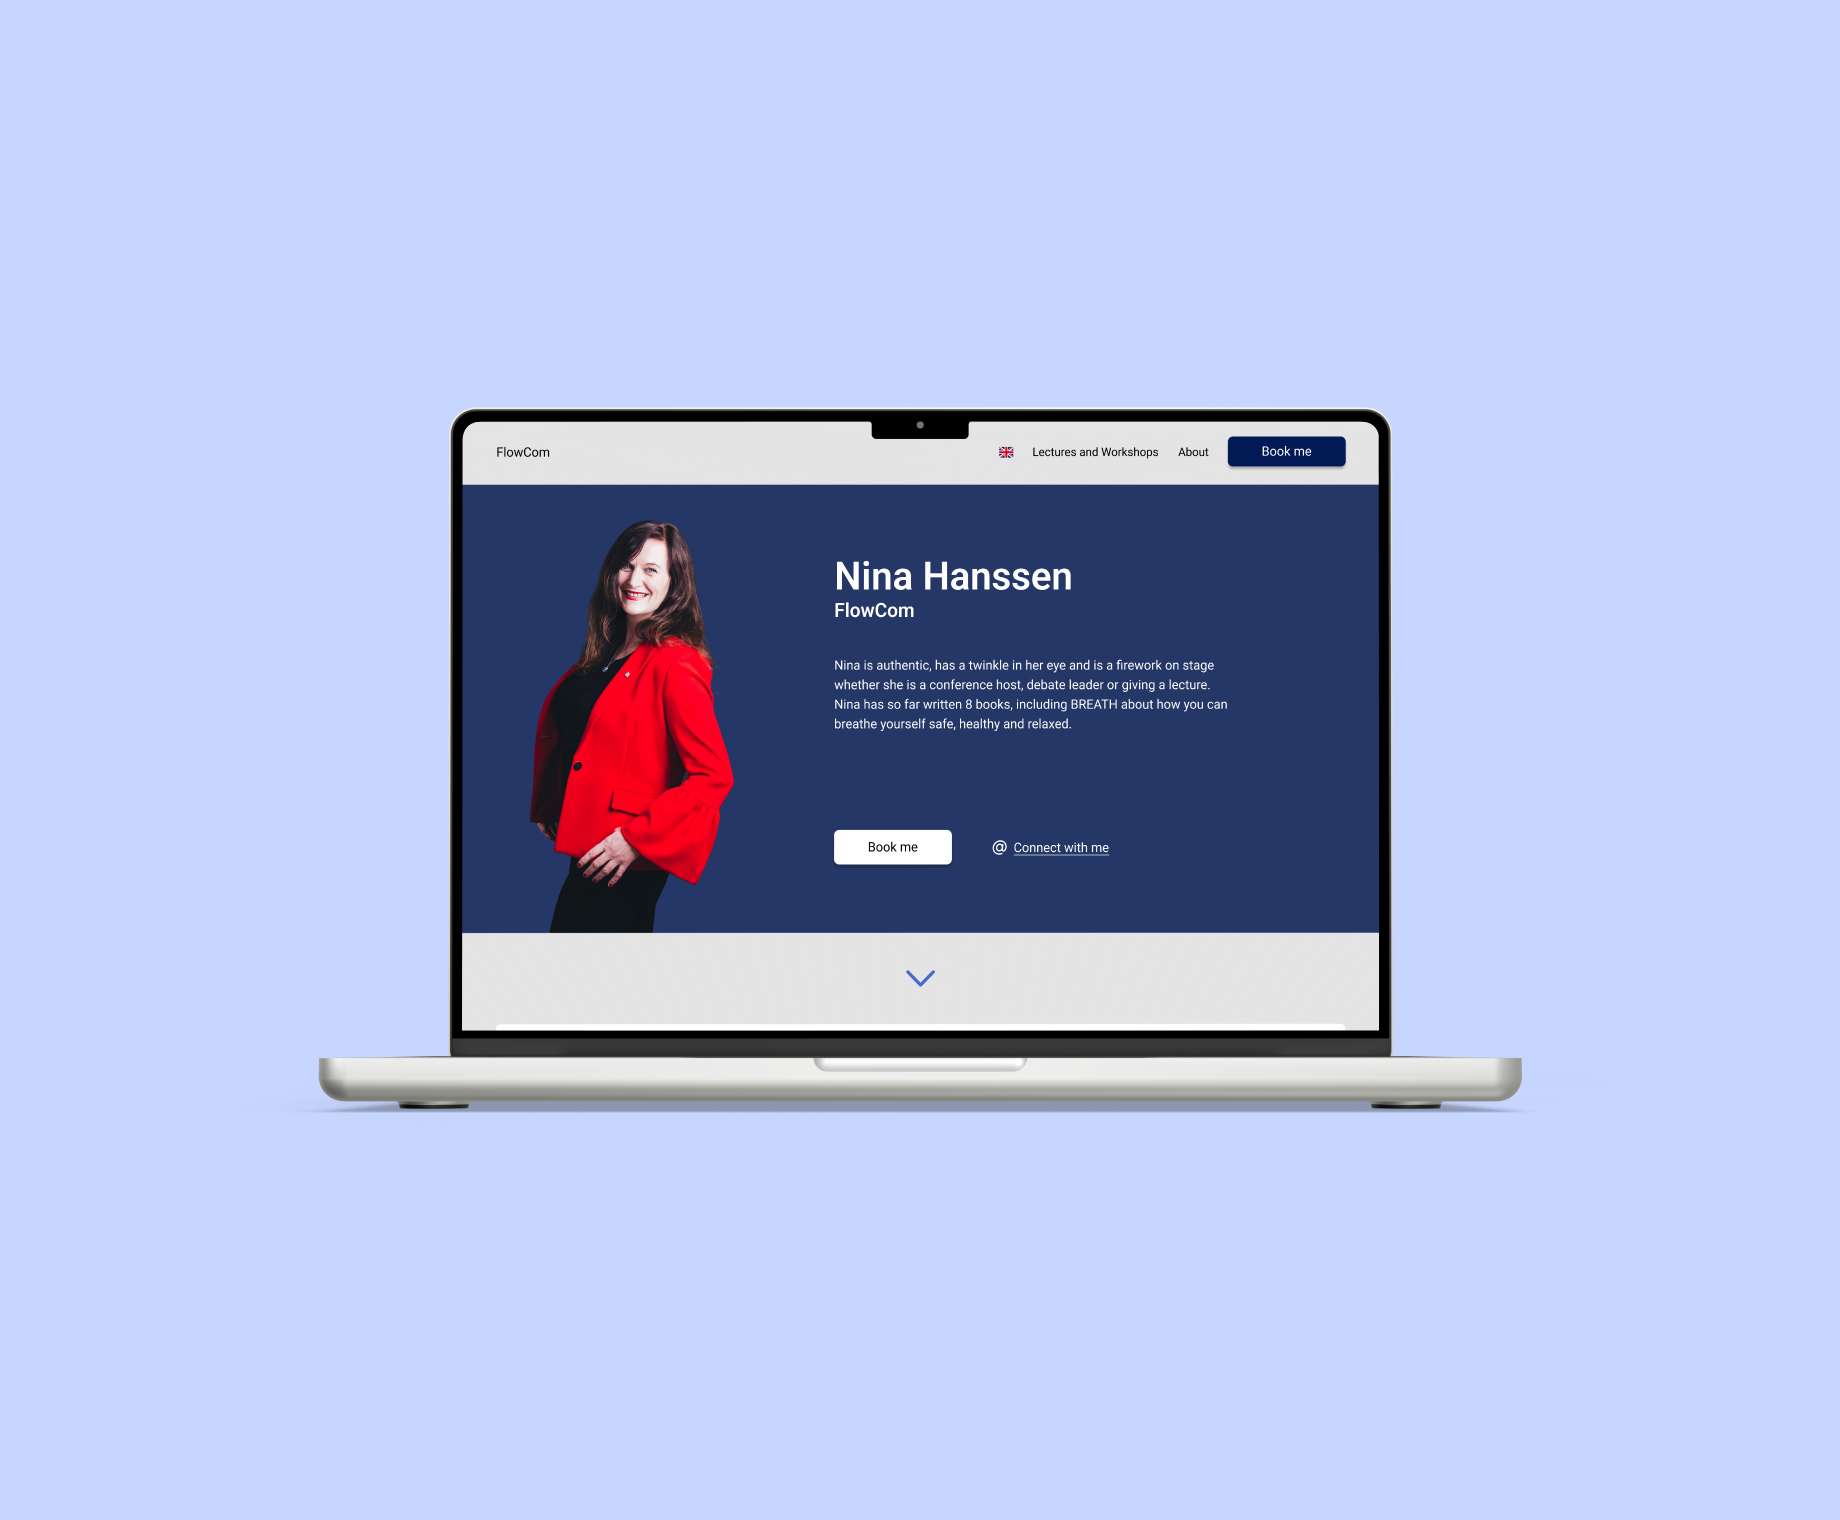 FlowCom
Lectures and Workshops
About
Book me
Nina Hanssen
FlowCom
Nina is authentic, has a twinkle in her eye and is a firework on stage
whether she is a conference host, debate leader or giving a lecture.
Nina has so far written 8 books, including BREATH about how you can
breathe yourself safe, healthy and relaxed.
Book me
@ Connect with me